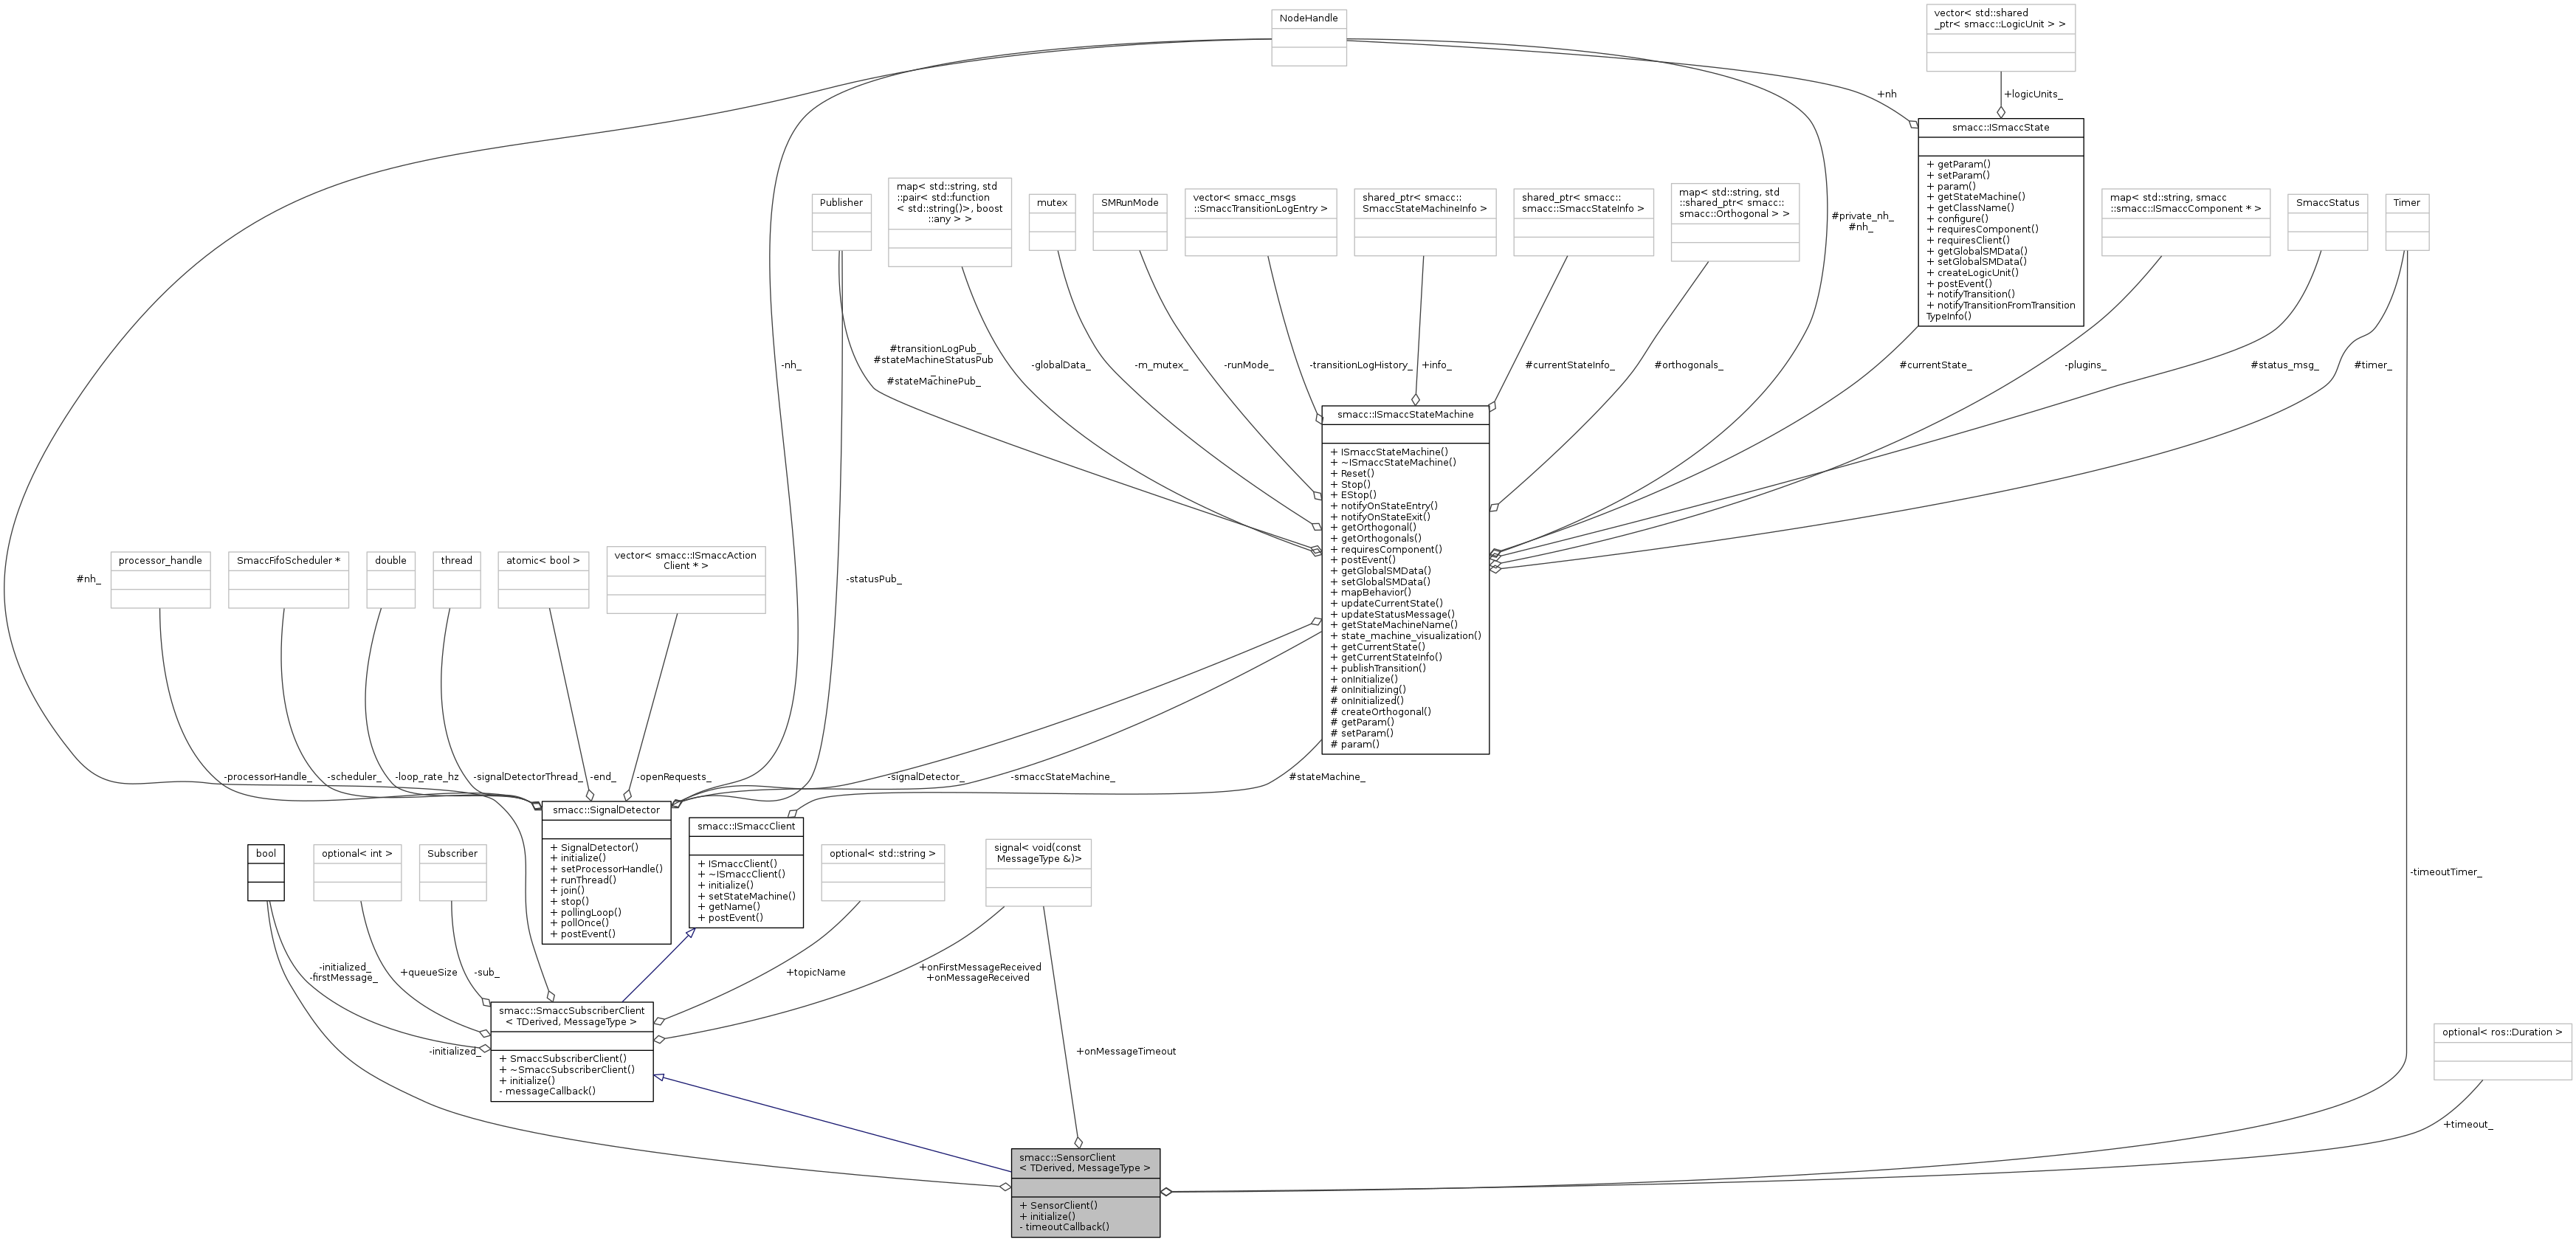 NodeHandle
vector< std::shared
_ptr< smacc::LogicUnit > >
+nh
+logicUnits_
smacc::ISmaccState
+ getParam()
+ setParam()
+ param()
+ getStateMachine()
+ getClassName()
+ configure()
+ requiresComponent()
+ requiresClient()
+ getGlobalSMData()
+ setGlobalSMData()
+ createLogicUnit()
+ postEvent()
+ notifyTransition()
+ notifyTransitionFromTransition
TypeInfo()
Publisher
map< std::string, std
::pair< std::function
< std::string()>, boost
::any > >
mutex
SMRunMode
vector< smacc_msgs
::SmaccTransitionLogEntry >
shared_ptr< smacc::
SmaccStateMachineInfo >
shared_ptr< smacc::
smacc::SmaccStateInfo >
map< std::string, std
::shared_ptr< smacc::
smacc::Orthogonal > >
#private_nh_
#nh_
map< std::string, smacc
::smacc::ISmaccComponent * >
SmaccStatus
Timer
-nh_
#transitionLogPub_
#stateMachineStatusPub
_
#stateMachinePub_
-globalData_
-m_mutex_
-runMode_
-transitionLogHistory_
+info_
#currentStateInfo_
#orthogonals_
#currentState_
-plugins_
#status_msg_
#timer_
smacc::ISmaccStateMachine
+ ISmaccStateMachine()
+ ~ISmaccStateMachine()
+ Reset()
+ Stop()
+ EStop()
+ notifyOnStateEntry()
+ notifyOnStateExit()
+ getOrthogonal()
+ getOrthogonals()
+ requiresComponent()
+ postEvent()
+ getGlobalSMData()
+ setGlobalSMData()
+ mapBehavior()
+ updateCurrentState()
+ updateStatusMessage()
+ getStateMachineName()
+ state_machine_visualization()
+ getCurrentState()
+ getCurrentStateInfo()
+ publishTransition()
+ onInitialize()
# onInitializing()
# onInitialized()
# createOrthogonal()
# getParam()
# setParam()
# param()
#nh_
processor_handle
SmaccFifoScheduler *
double
thread
atomic< bool >
vector< smacc::ISmaccAction
Client * >
-statusPub_
-processorHandle_
-scheduler_
-loop_rate_hz
-signalDetectorThread_
-end_
-openRequests_
-signalDetector_
-smaccStateMachine_
#stateMachine_
smacc::SignalDetector
+ SignalDetector()
+ initialize()
+ setProcessorHandle()
+ runThread()
+ join()
+ stop()
+ pollingLoop()
+ pollOnce()
+ postEvent()
smacc::ISmaccClient
+ ISmaccClient()
+ ~ISmaccClient()
+ initialize()
+ setStateMachine()
+ getName()
+ postEvent()
bool
optional< int >
Subscriber
optional< std::string >
signal< void(const
MessageType &)>
-timeoutTimer_
-initialized_
-firstMessage_
+queueSize
-sub_
+topicName
+onFirstMessageReceived
+onMessageReceived
smacc::SmaccSubscriberClient
< TDerived, MessageType >
+ SmaccSubscriberClient()
+ ~SmaccSubscriberClient()
+ initialize()
- messageCallback()
-initialized_
+onMessageTimeout
optional< ros::Duration >
+timeout_
smacc::SensorClient
< TDerived, MessageType >
+ SensorClient()
+ initialize()
- timeoutCallback()